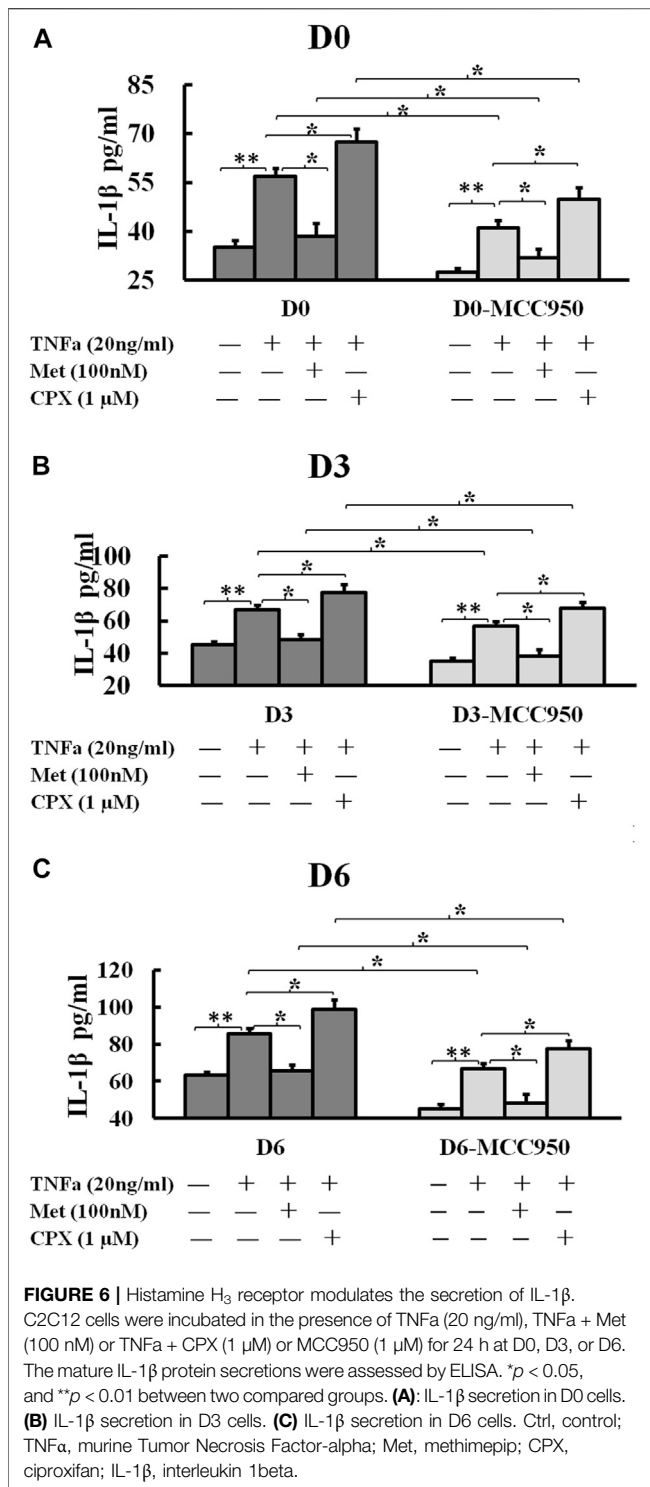 A
D0
IL-1β pg/ml
85
70
55
40
25
** * * ** * * * * *
D0 D0-MCC950
TNFa (20ng/ml) — + + + — + + +
Met (100nM) — — + — — — + —
CPX (1 µM) — — — + — — — +
B
D3
IL-1β pg/ml
100
80
60
40
20
** * * ** * * * * *
D3 D3-MCC950
TNFa (20ng/ml) — + + + — + + +
Met (100nM) — — + — — — + —
CPX (1 µM) — — — + — — — +
C
D6
IL-1β pg/ml
120
100
80
60
40
** * * ** * * * * *
D6 D6-MCC950
TNFa (20ng/ml) — + + + – + + +
Met (100nM) — — + — – – + –
CPX (1 µM) — — — + – – – +
FIGURE 6 | Histamine H₃ receptor modulates the secretion of IL-1β.
C2C12 cells were incubated in the presence of TNFa (20 ng/ml), TNFa + Met
(100 nM) or TNFa + CPX (1 µM) or MCC950 (1 µM) for 24 h at D0, D3, or D6.
The mature IL-1β protein secretions were assessed by ELISA. *p < 0.05,
and **p < 0.01 between two compared groups. (A): IL-1β secretion in D0 cells.
(B) IL-1β secretion in D3 cells. (C) IL-1β secretion in D6 cells. Ctrl, control;
TNFα, murine Tumor Necrosis Factor-alpha; Met, methimepip; CPX,
ciproxifan; IL-1β, interleukin 1beta.